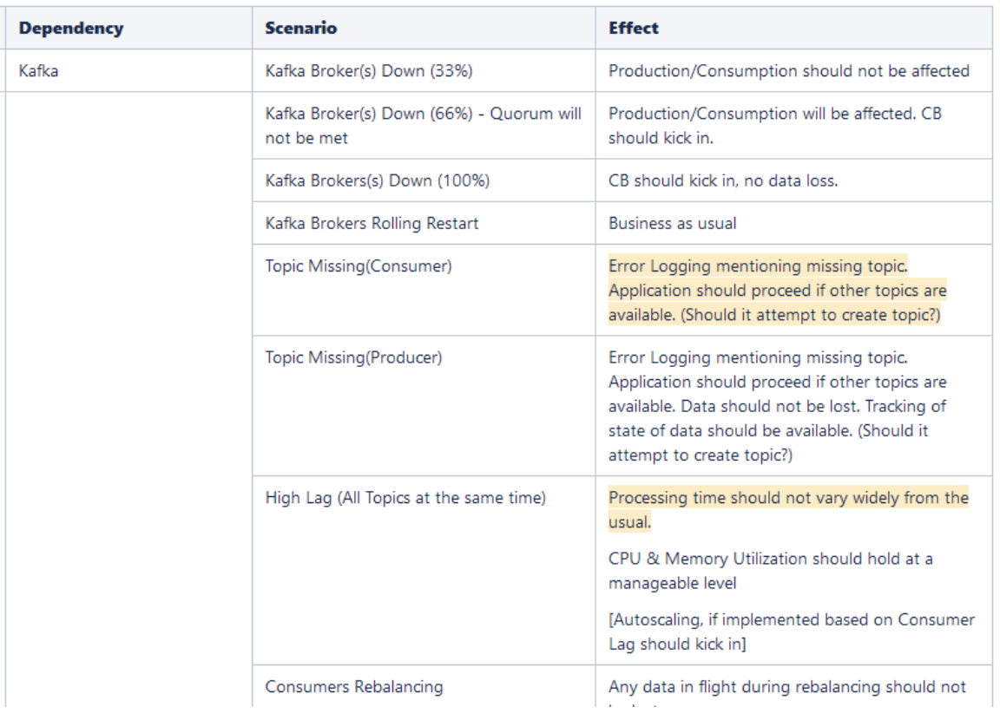 Dependency
Scenario
Effect
Kafka
Kafka Broker(s) Down (33%)
Production/Consumption should not be affected
Kafka Broker(s) Down (66%) - Quorum will
not be met
Production/Consumption will be affected. CB
should kick in.
Kafka Brokers(s) Down (100%)
CB should kick in, no data loss.
Kafka Brokers Rolling Restart
Business as usual
Topic Missing(Consumer)
Error Logging mentioning missing topic.
Application should proceed if other topics are
available. (Should it attempt to create topic?)
Topic Missing(Producer)
Error Logging mentioning missing topic.
Application should proceed if other topics are
available. Data should not be lost. Tracking of
state of data should be available. (Should it
attempt to create topic?)
High Lag (All Topics at the same time)
Processing time should not vary widely from the
usual.
CPU & Memory Utilization should hold at a
manageable level
[Autoscaling, if implemented based on Consumer
Lag should kick in]
Consumers Rebalancing
Any data in flight during rebalancing should not